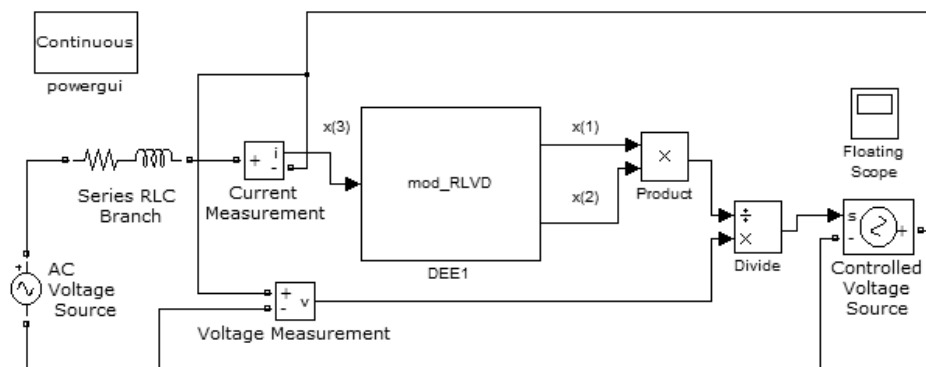 Continuous
powergui
x(3)
x(1)
i
+
-
mod_RLVD
×
Product
Floating
Scope
Series RLC
Branch
Current
Measurement
x(2)
÷
×
s
-
+
DEE1
Divide
Controlled
Voltage
Source
+
AC
Voltage
Source
+
-
v
Voltage Measurement